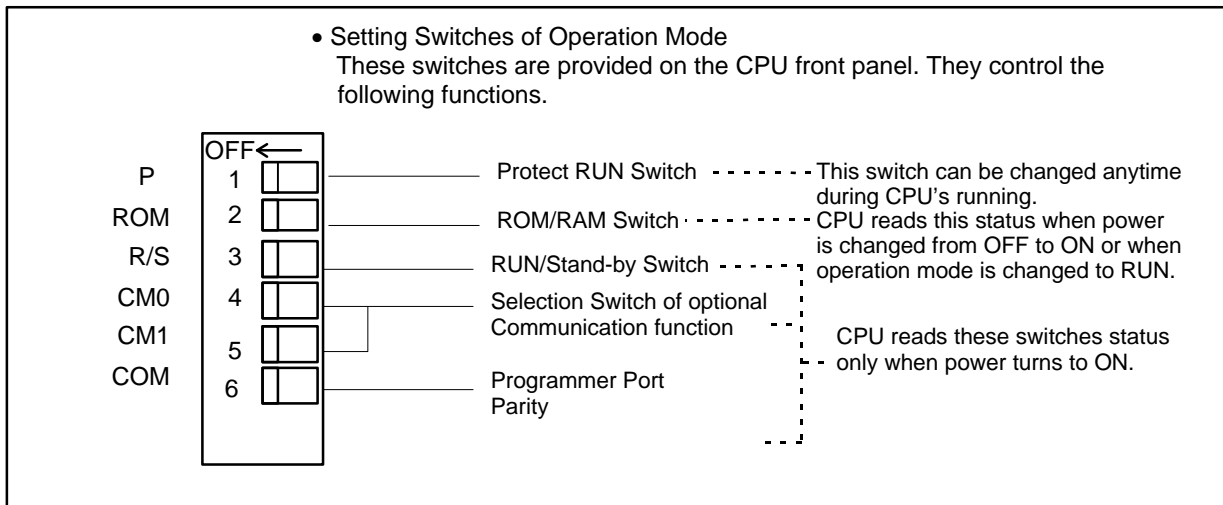 • Setting Switches of Operation Mode
These switches are provided on the CPU front panel. They control the
following functions.
OFF
P 1 Protect RUN Switch This switch can be changed anytime
during CPU's running.
ROM 2 ROM/RAM Switch CPU reads this status when power
is changed from OFF to ON or when
operation mode is changed to RUN.
R/S 3 RUN/Stand-by Switch
CM0 4 Selection Switch of optional
Communication function
CM1 5
CPU reads these switches status
only when power turns to ON.
COM 6 Programmer Port
Parity